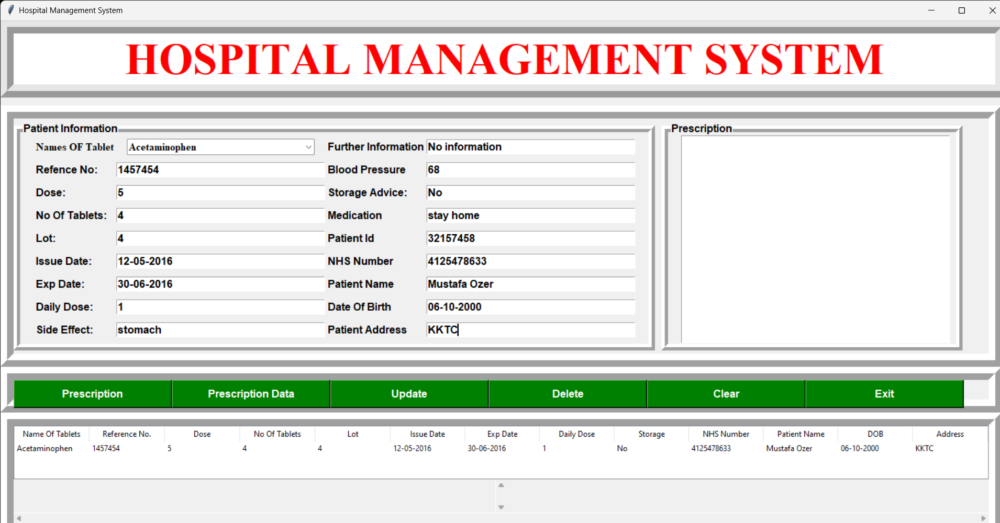 Hospital Management System
HOSPITAL MANAGEMENT SYSTEM
Patient Information
Names OF Tablet Acetaminophen Further Information No information
Refence No: 1457454 Blood Pressure 68
Dose: 5 Storage Advice: No
No Of Tablets: 4 Medication stay home
Lot: 4 Patient Id 32157458
Issue Date: 12-05-2016 NHS Number 4125478633
Exp Date: 30-06-2016 Patient Name Mustafa Ozer
Daily Dose: 1 Date Of Birth 06-10-2000
Side Effect: stomach Patient Address KKTC
Prescription
Prescription Prescription Data Update Delete Clear Exit
Name Of Tablets Reference No. Dose No Of Tablets Lot Issue Date Exp Date Daily Dose Storage NHS Number Patient Name DOB Address
Acetaminophen 1457454 5 4 4 12-05-2016 30-06-2016 1 No 4125478633 Mustafa Ozer 06-10-2000 KKTC